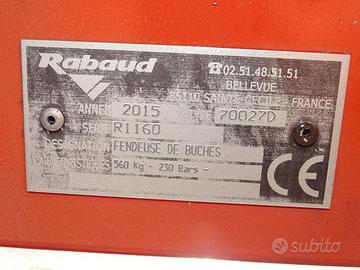 Rabaud
☎02.51.48.51.51
BELLEVUE
85110 SAINTE-CECILE - FRANCE
ANNEE 2015 70027D
SERIE R1160
DESIGNATION FENDEUSE DE BUCHES
560 Kg - 230 Bars -
CE
subito